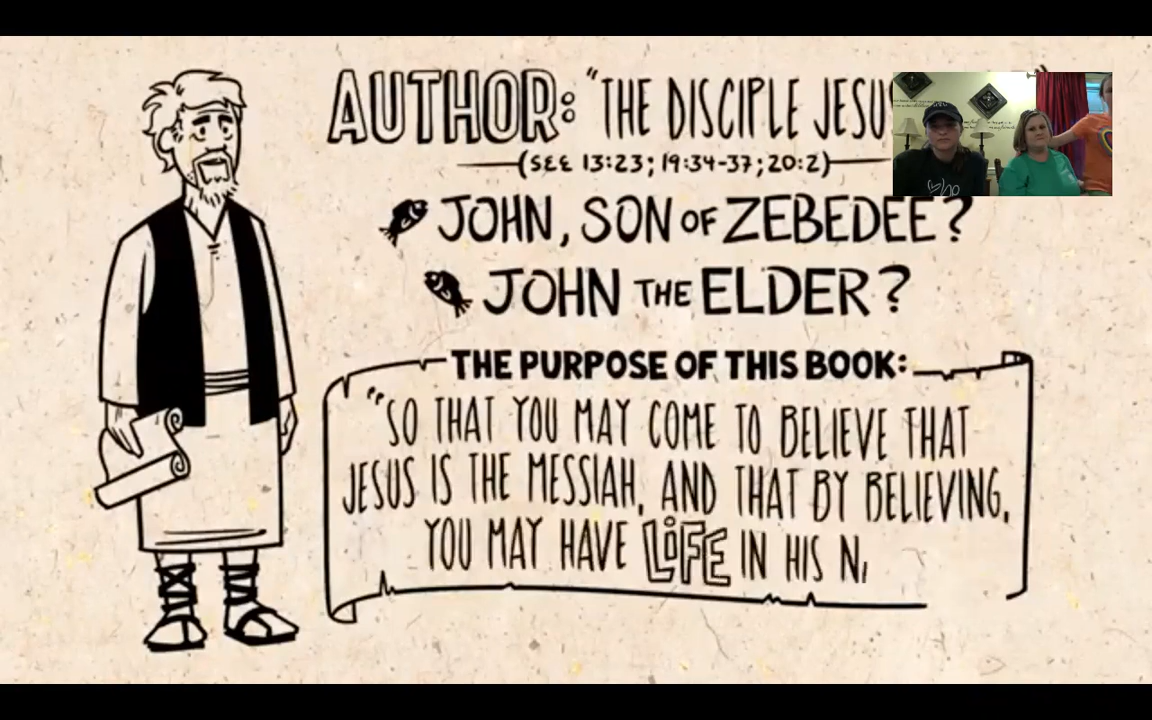 AUTHOR: "THE DISCIPLE JESUS
(SEE 13:23; 19:34-37; 20:2)
JOHN, SON OF ZEBEDEE?
JOHN THE ELDER?
THE PURPOSE OF THIS BOOK:
"SO THAT YOU MAY COME TO BELIEVE THAT
JESUS IS THE MESSIAH, AND THAT BY BELIEVING,
YOU MAY HAVE LIFE IN HIS N